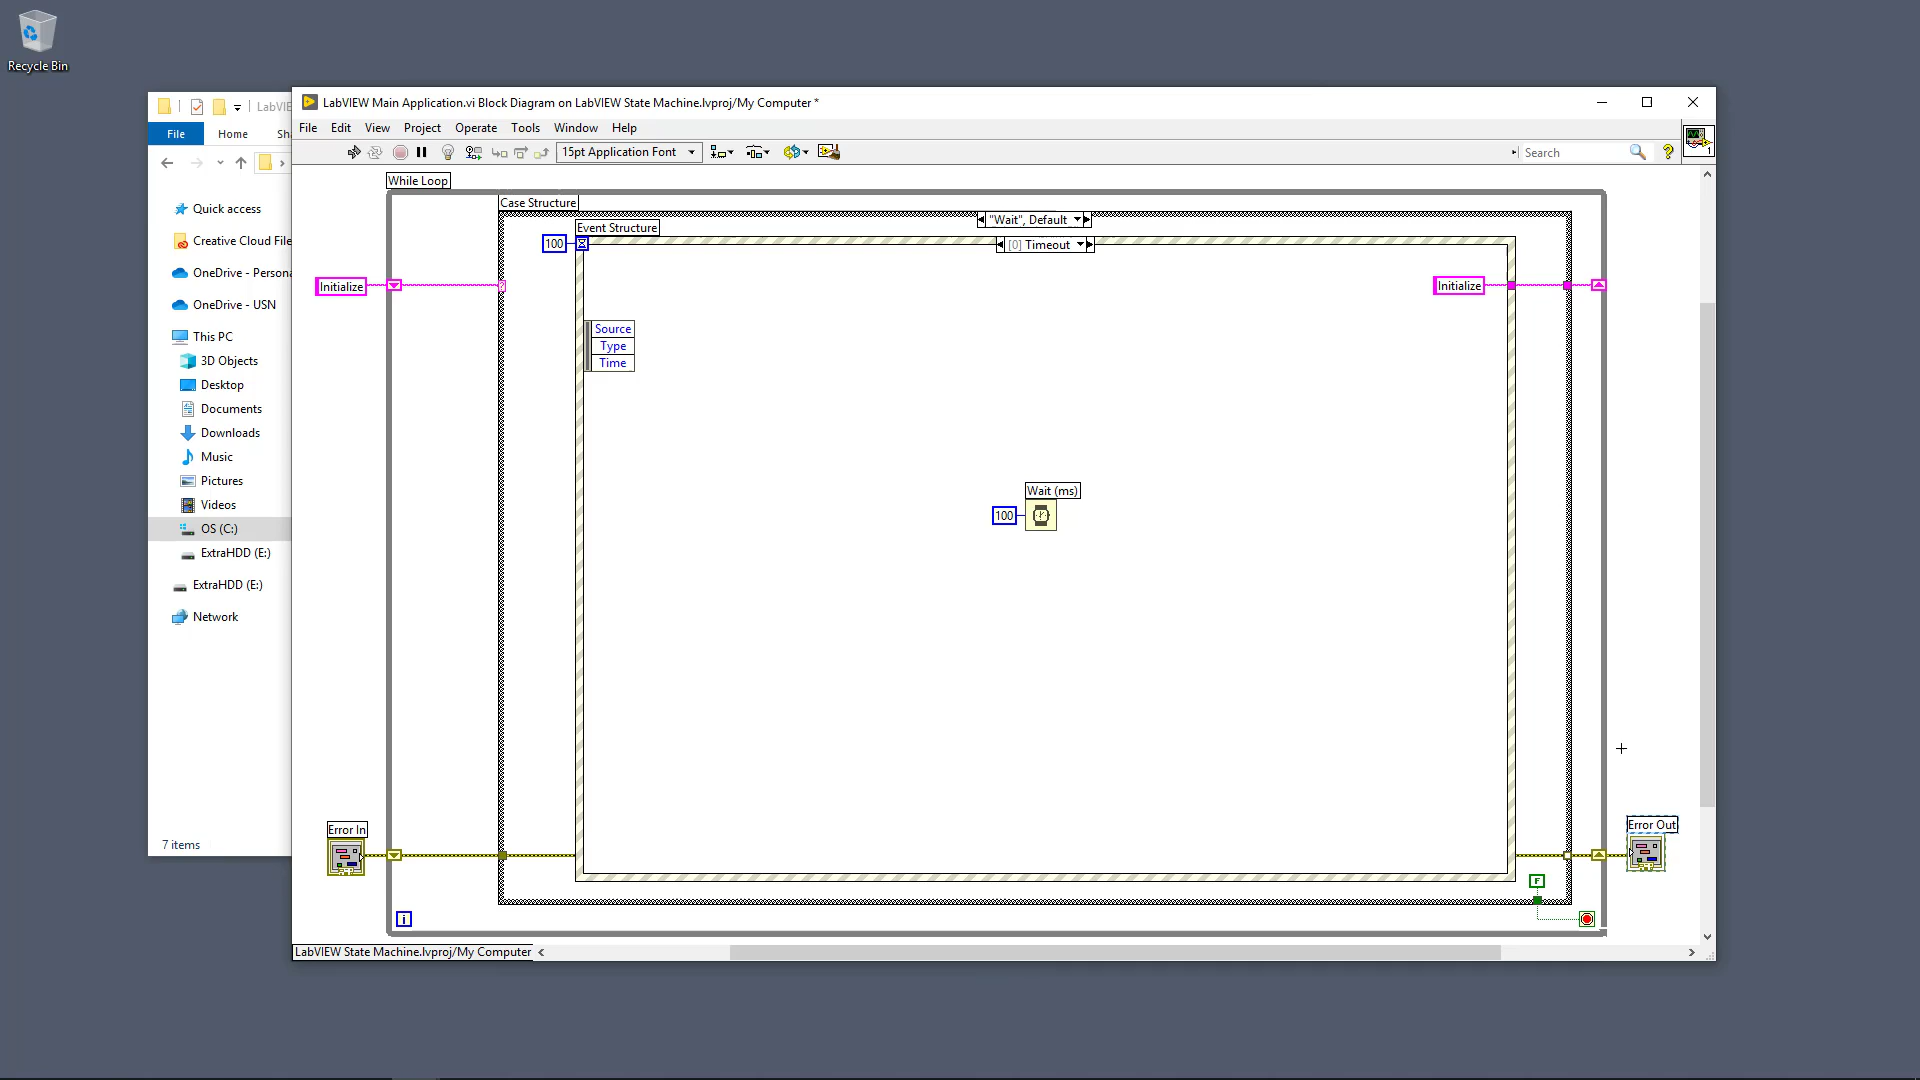 Recycle Bin
LabVIEW
File Home Sha
Quick access
Creative Cloud File
OneDrive - Persona
OneDrive - USN
This PC
3D Objects
Desktop
Documents
Downloads
Music
Pictures
Videos
OS (C:)
ExtraHDD (E:)
ExtraHDD (E:)
Network
7 items
LabVIEW Main Application.vi Block Diagram on LabVIEW State Machine.lvproj/My Computer *
File Edit View Project Operate Tools Window Help
15pt Application Font
Search
?
1
While Loop
Case Structure
"Wait", Default
Event Structure
100
[0] Timeout
Initialize
?
Initialize
Source
Type
Time
Wait (ms)
100
Error In
Error Out
F
i
LabVIEW State Machine.lvproj/My Computer